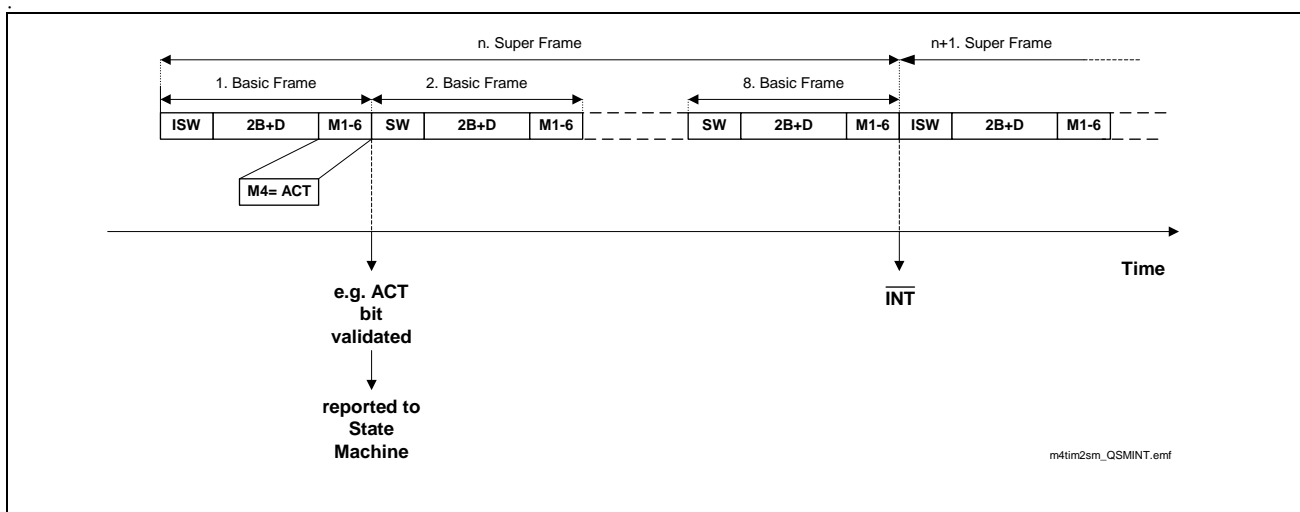 .
n. Super Frame
n+1. Super Frame
1. Basic Frame
2. Basic Frame
8. Basic Frame
ISW 2B+D M1-6 SW 2B+D M1-6 SW 2B+D M1-6 ISW 2B+D M1-6
M4= ACT
Time
e.g. ACT
bit
validated
INT
reported to
State
Machine
m4tim2sm_QSMINT.emf